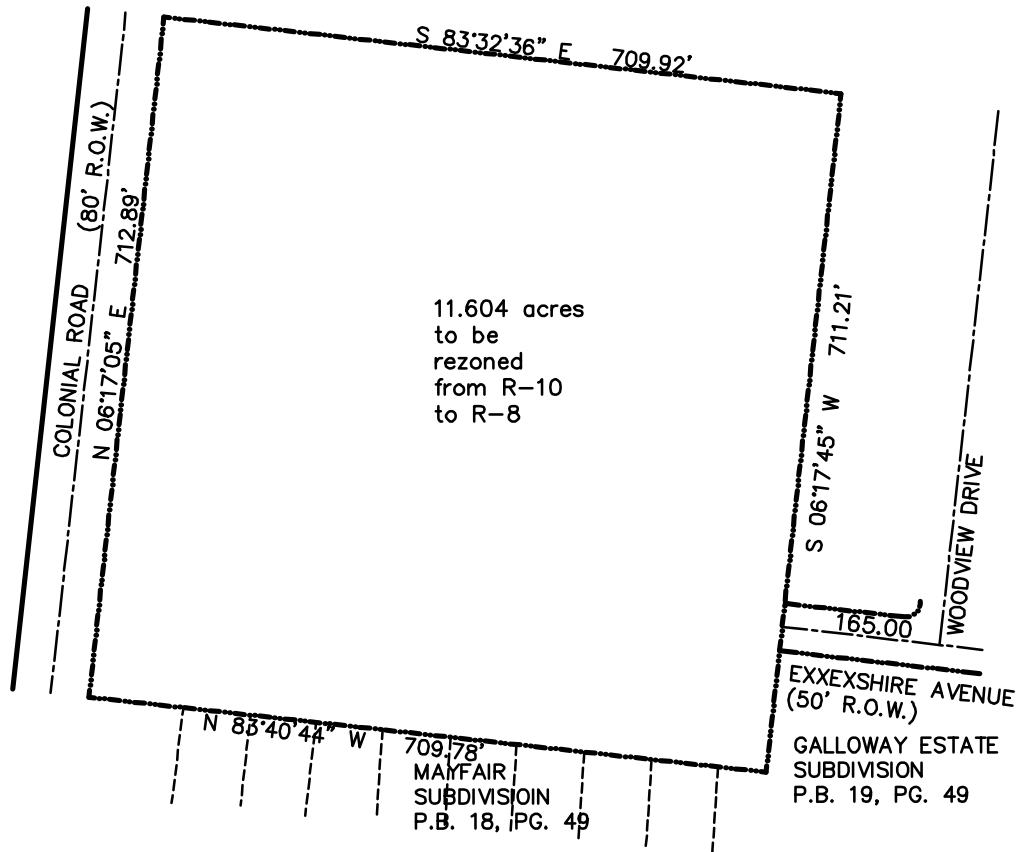 S 83°32'36" E 709.92'
COLONIAL ROAD (80' R.O.W.)
N 06°17'05" E 712.89'
11.604 acres
to be
rezoned
from R-10
to R-8
S 06°17'45" W 711.21'
WOODVIEW DRIVE
165.00
EXXEXSHIRE AVENUE
(50' R.O.W.)
N 83°40'44" W 709.78'
MAYFAIR
SUBDIVISIOIN
P.B. 18, PG. 49
GALLOWAY ESTATE
SUBDIVISION
P.B. 19, PG. 49